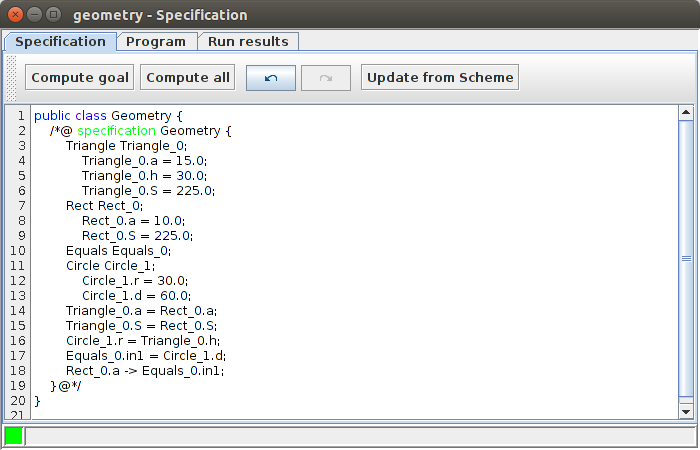 geometry - Specification
Specification Program Run results
Compute goal Compute all Update from Scheme
1 public class Geometry {
2 /*@ specification Geometry {
3 Triangle Triangle_0;
4 Triangle_0.a = 15.0;
5 Triangle_0.h = 30.0;
6 Triangle_0.S = 225.0;
7 Rect Rect_0;
8 Rect_0.a = 10.0;
9 Rect_0.S = 225.0;
10 Equals Equals_0;
11 Circle Circle_1;
12 Circle_1.r = 30.0;
13 Circle_1.d = 60.0;
14 Triangle_0.a = Rect_0.a;
15 Triangle_0.S = Rect_0.S;
16 Circle_1.r = Triangle_0.h;
17 Equals_0.in1 = Circle_1.d;
18 Rect_0.a -> Equals_0.in1;
19 }@*/
20 }
21